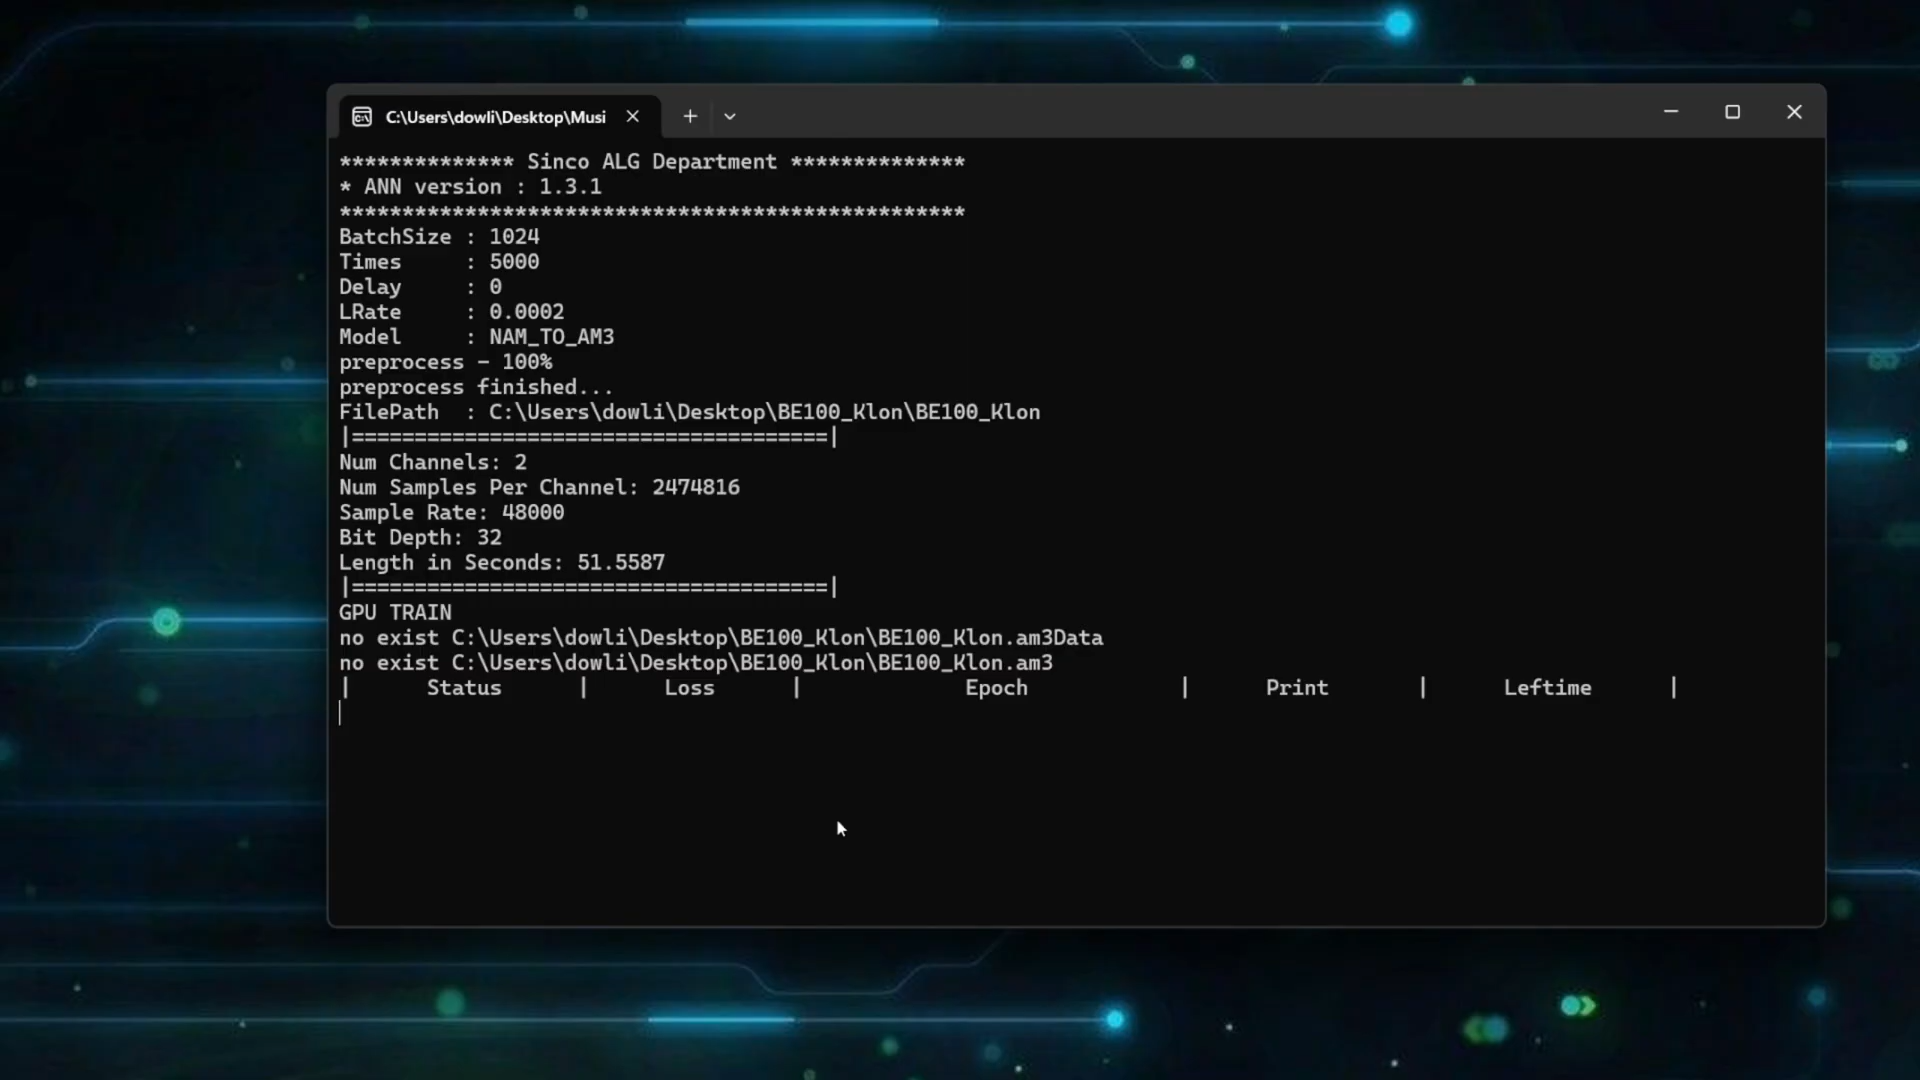 C:\Users\dowli\Desktop\Musi
************** Sinco ALG Department **************
* ANN version : 1.3.1
**************************************************
BatchSize : 1024
Times     : 5000
Delay     : 0
LRate     : 0.0002
Model     : NAM_TO_AM3
preprocess - 100%
preprocess finished...
FilePath  : C:\Users\dowli\Desktop\BE100_Klon\BE100_Klon
|======================================|
Num Channels: 2
Num Samples Per Channel: 2474816
Sample Rate: 48000
Bit Depth: 32
Length in Seconds: 51.5587
|======================================|
GPU TRAIN
no exist C:\Users\dowli\Desktop\BE100_Klon\BE100_Klon.am3Data
no exist C:\Users\dowli\Desktop\BE100_Klon\BE100_Klon.am3
| Status | Loss | Epoch | Print | Leftime |